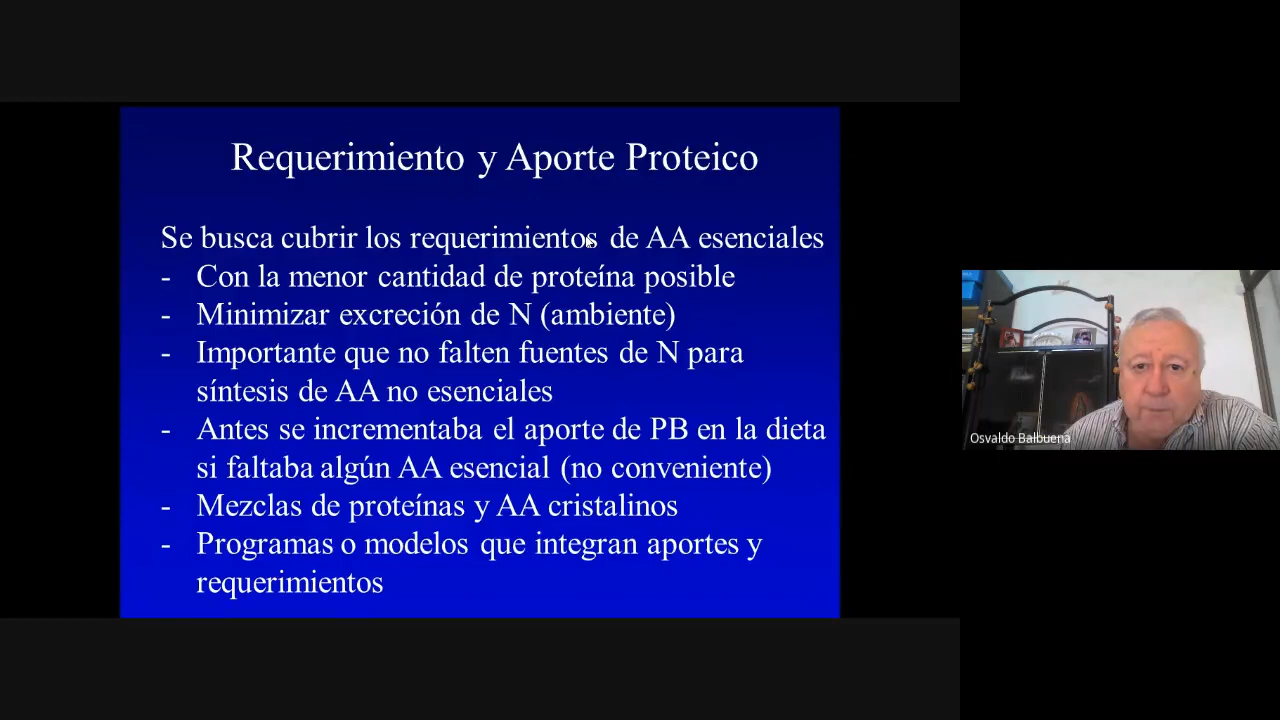 Requerimiento y Aporte Proteico
Se busca cubrir los requerimientos de AA esenciales
- Con la menor cantidad de proteína posible
- Minimizar excreción de N (ambiente)
- Importante que no falten fuentes de N para
síntesis de AA no esenciales
- Antes se incrementaba el aporte de PB en la dieta
si faltaba algún AA esencial (no conveniente)
- Mezclas de proteínas y AA cristalinos
- Programas o modelos que integran aportes y
requerimientos
Osvaldo Balbuena